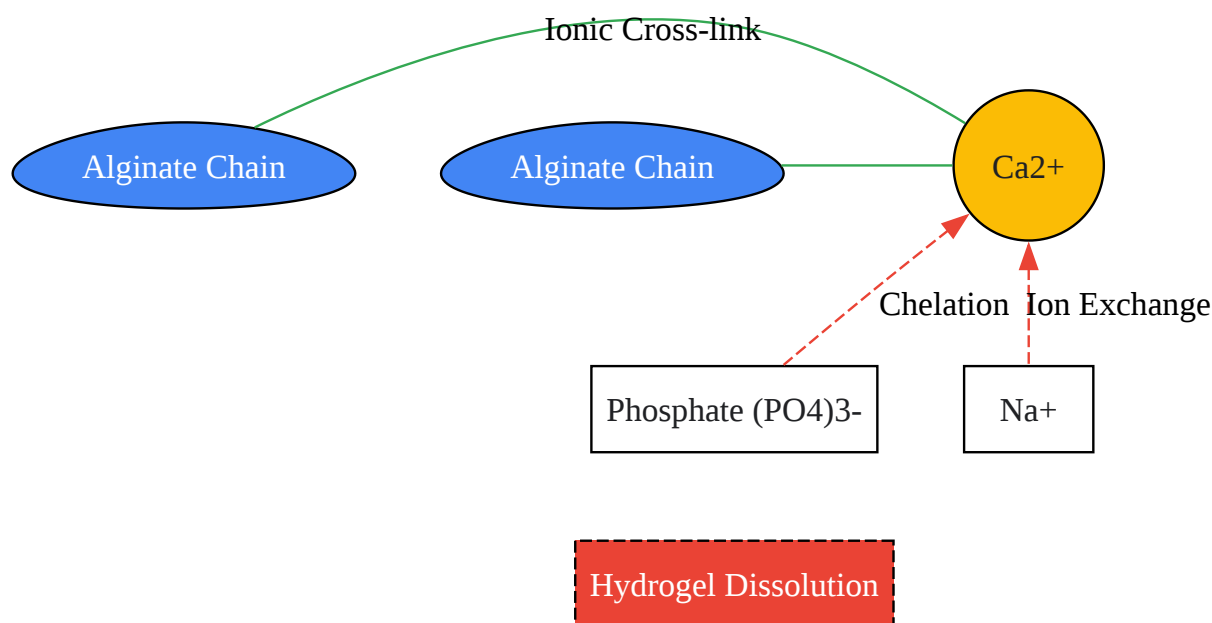 Ionic Cross-link
Alginate Chain
Alginate Chain
Ca2+
Chelation
Ion Exchange
Phosphate (PO4)3-
Na+
Hydrogel Dissolution